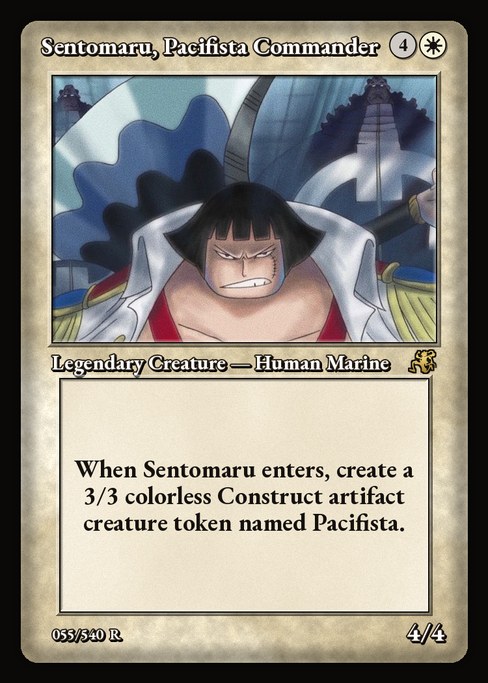 Sentomaru, Pacifista Commander 4
Legendary Creature — Human Marine
When Sentomaru enters, create a
3/3 colorless Construct artifact
creature token named Pacifista.
055/540 R 4/4